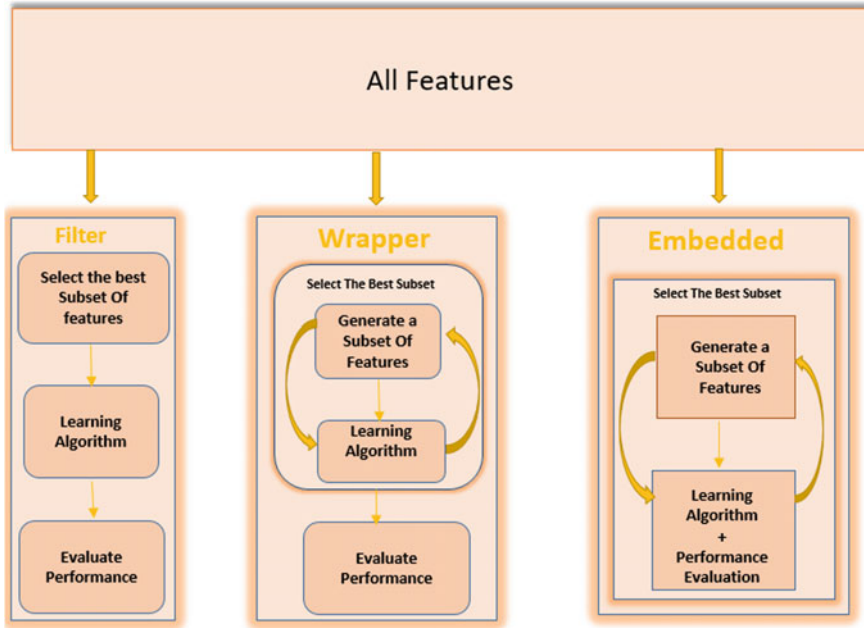 All Features
Filter
Select the best
Subset Of
features
Learning
Algorithm
Evaluate
Performance
Wrapper
Select The Best Subset
Generate a
Subset Of
Features
Learning
Algorithm
Evaluate
Performance
Embedded
Select The Best Subset
Generate a
Subset Of
Features
Learning
Algorithm
+
Performance
Evaluation